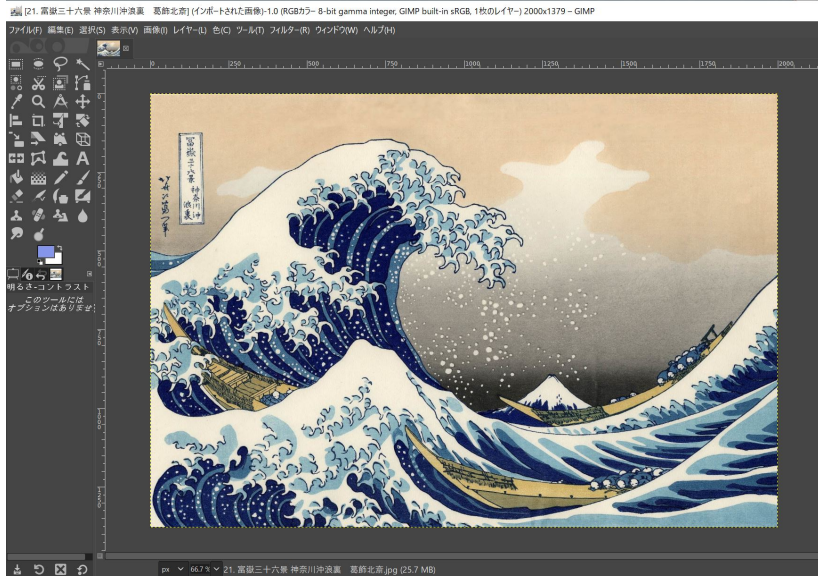 [21. 富嶽三十六景 神奈川沖浪裏　葛飾北斎] (インポートされた画像)-1.0 (RGBカラー 8-bit gamma integer, GIMP built-in sRGB, 1枚のレイヤー) 2000x1379 – GIMP
ファイル(F) 編集(E) 選択(S) 表示(V) 画像(I) レイヤー(L) 色(C) ツール(T) フィルター(R) ウィンドウ(W) ヘルプ(H)
0 250 500 750 1000 1250 1500 1750 2000
0
250
500
750
1000
1250
冨嶽三十六景 神奈川沖
浪裏
明るさ-コントラスト
このツールには
オプションはありませ
px 66.7 % 21. 富嶽三十六景 神奈川沖浪裏　葛飾北斎.jpg (25.7 MB)